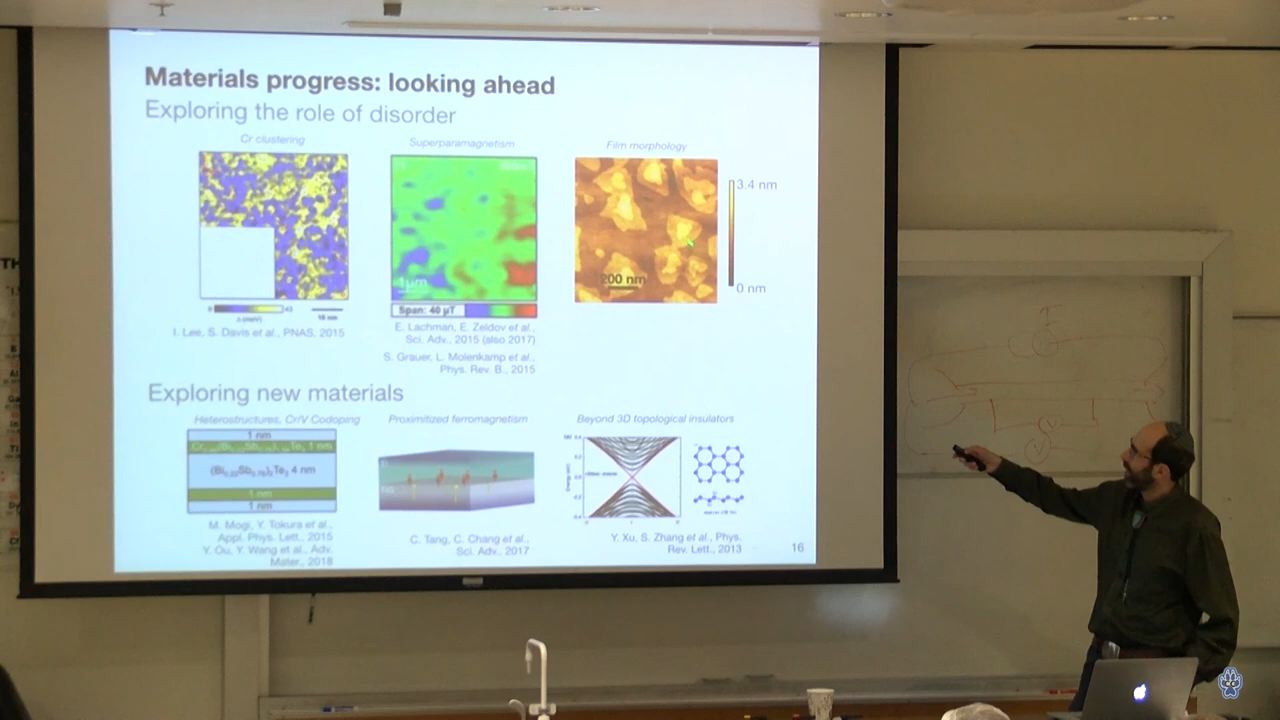 Materials progress: looking ahead
Exploring the role of disorder
Cr clustering
Superparamagnetism
Film morphology
3.4 nm
0 nm
200 nm
1 µm
Span: 40 µT
I. Lee, S. Davis et al., PNAS, 2015
E. Lachman, E. Zeldov et al.,
Sci. Adv., 2015 (also 2017)
S. Grauer, L. Molenkamp et al.,
Phys. Rev. B., 2015
Exploring new materials
Heterostructures, Cr/V Codoping
Proximitized ferromagnetism
Beyond 3D topological insulators
1 nm
1 nm
4 nm
1 nm
1 nm
M. Mogi, Y. Tokura et al.,
Appl. Phys. Lett., 2015
Y. Ou, Y. Wang et al., Adv.
Mater., 2018
C. Tang, C. Chang et al.,
Sci. Adv., 2017
Y. Xu, S. Zhang et al., Phys.
Rev. Lett., 2013
16